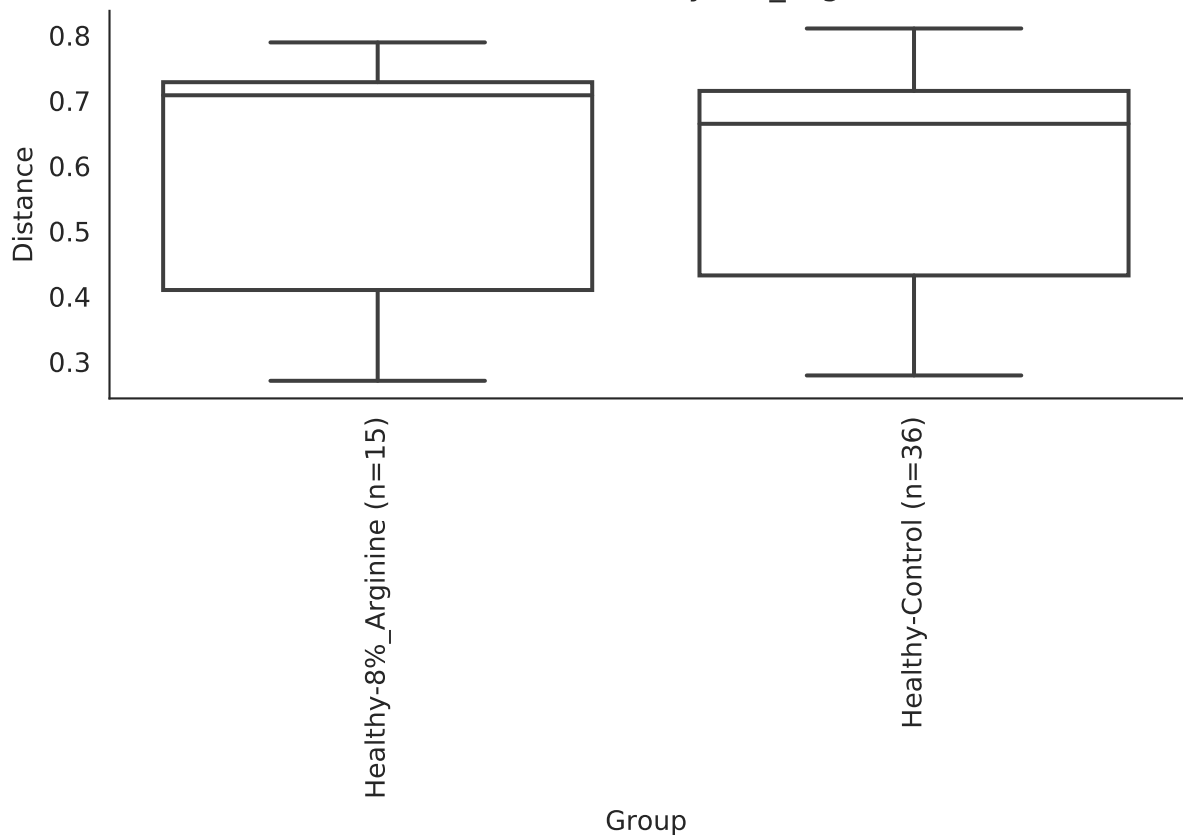 0.8
0.7
0.6
0.5
0.4
0.3
Distance
Healthy-8%_Arginine (n=15)
Healthy-Control (n=36)
Group